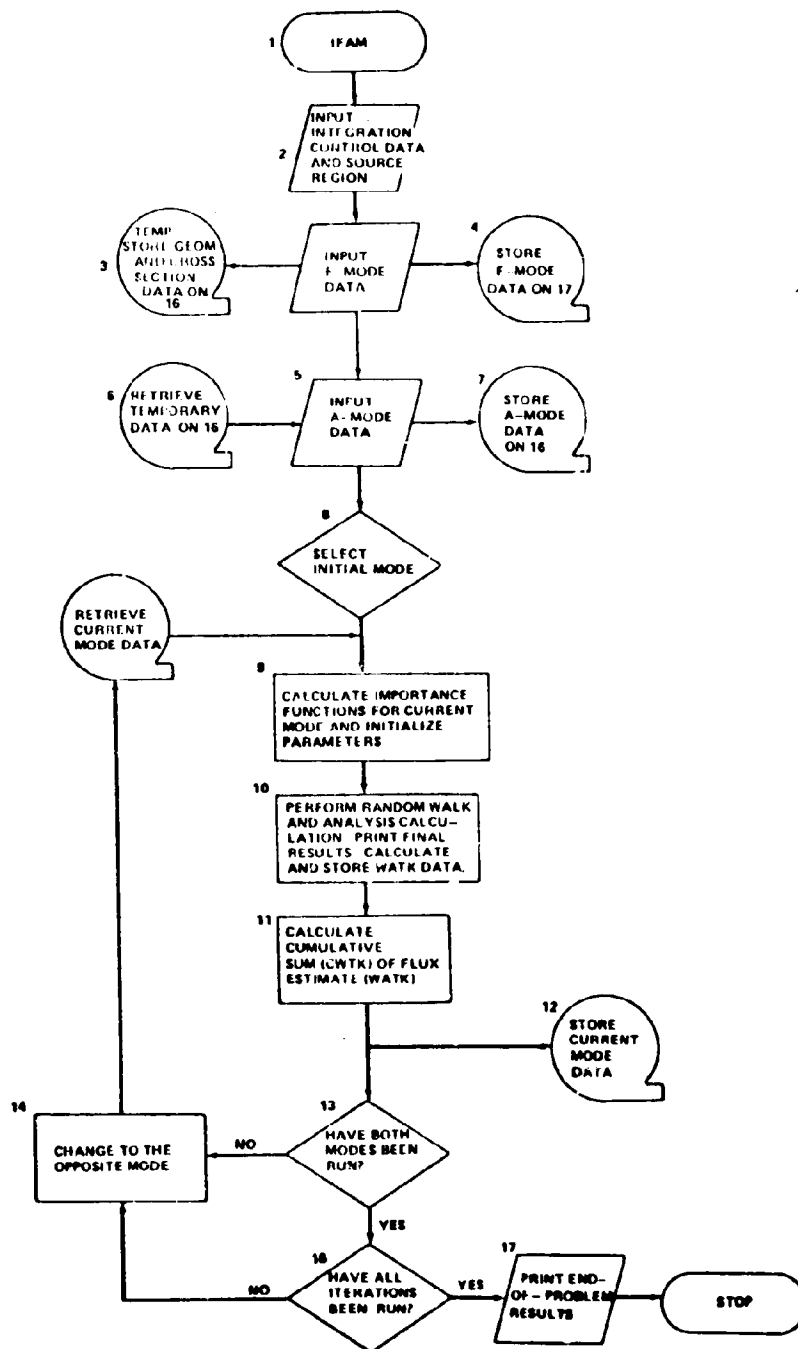 1
IFAM
2
INPUT
INTEGRATION
CONTROL DATA
AND SOURCE
REGION
3
TEMP
STORE GEOM
AND CROSS
SECTION
DATA ON
16
INPUT
F-MODE
DATA
4
STORE
F-MODE
DATA ON 17
6
RETRIEVE
TEMPORARY
DATA ON 16
5
INPUT
A-MODE
DATA
7
STORE
A-MODE
DATA
ON 16
8
SELECT
INITIAL MODE
RETRIEVE
CURRENT
MODE DATA
9
CALCULATE IMPORTANCE
FUNCTIONS FOR CURRENT
MODE AND INITIALIZE
PARAMETERS
10
PERFORM RANDOM WALK
AND ANALYSIS CALCU-
LATION PRINT FINAL
RESULTS CALCULATE
AND STORE WATK DATA.
11
CALCULATE
CUMULATIVE
SUM (CWTK) OF FLUX
ESTIMATE (WATK)
12
STORE
CURRENT
MODE
DATA
13
HAVE BOTH
MODES BEEN
RUN?
NO
14
CHANGE TO THE
OPPOSITE MODE
YES
HAVE ALL
ITERATIONS
BEEN RUN?
NO
YES
17
PRINT END-
OF-PROBLEM
RESULTS
STOP